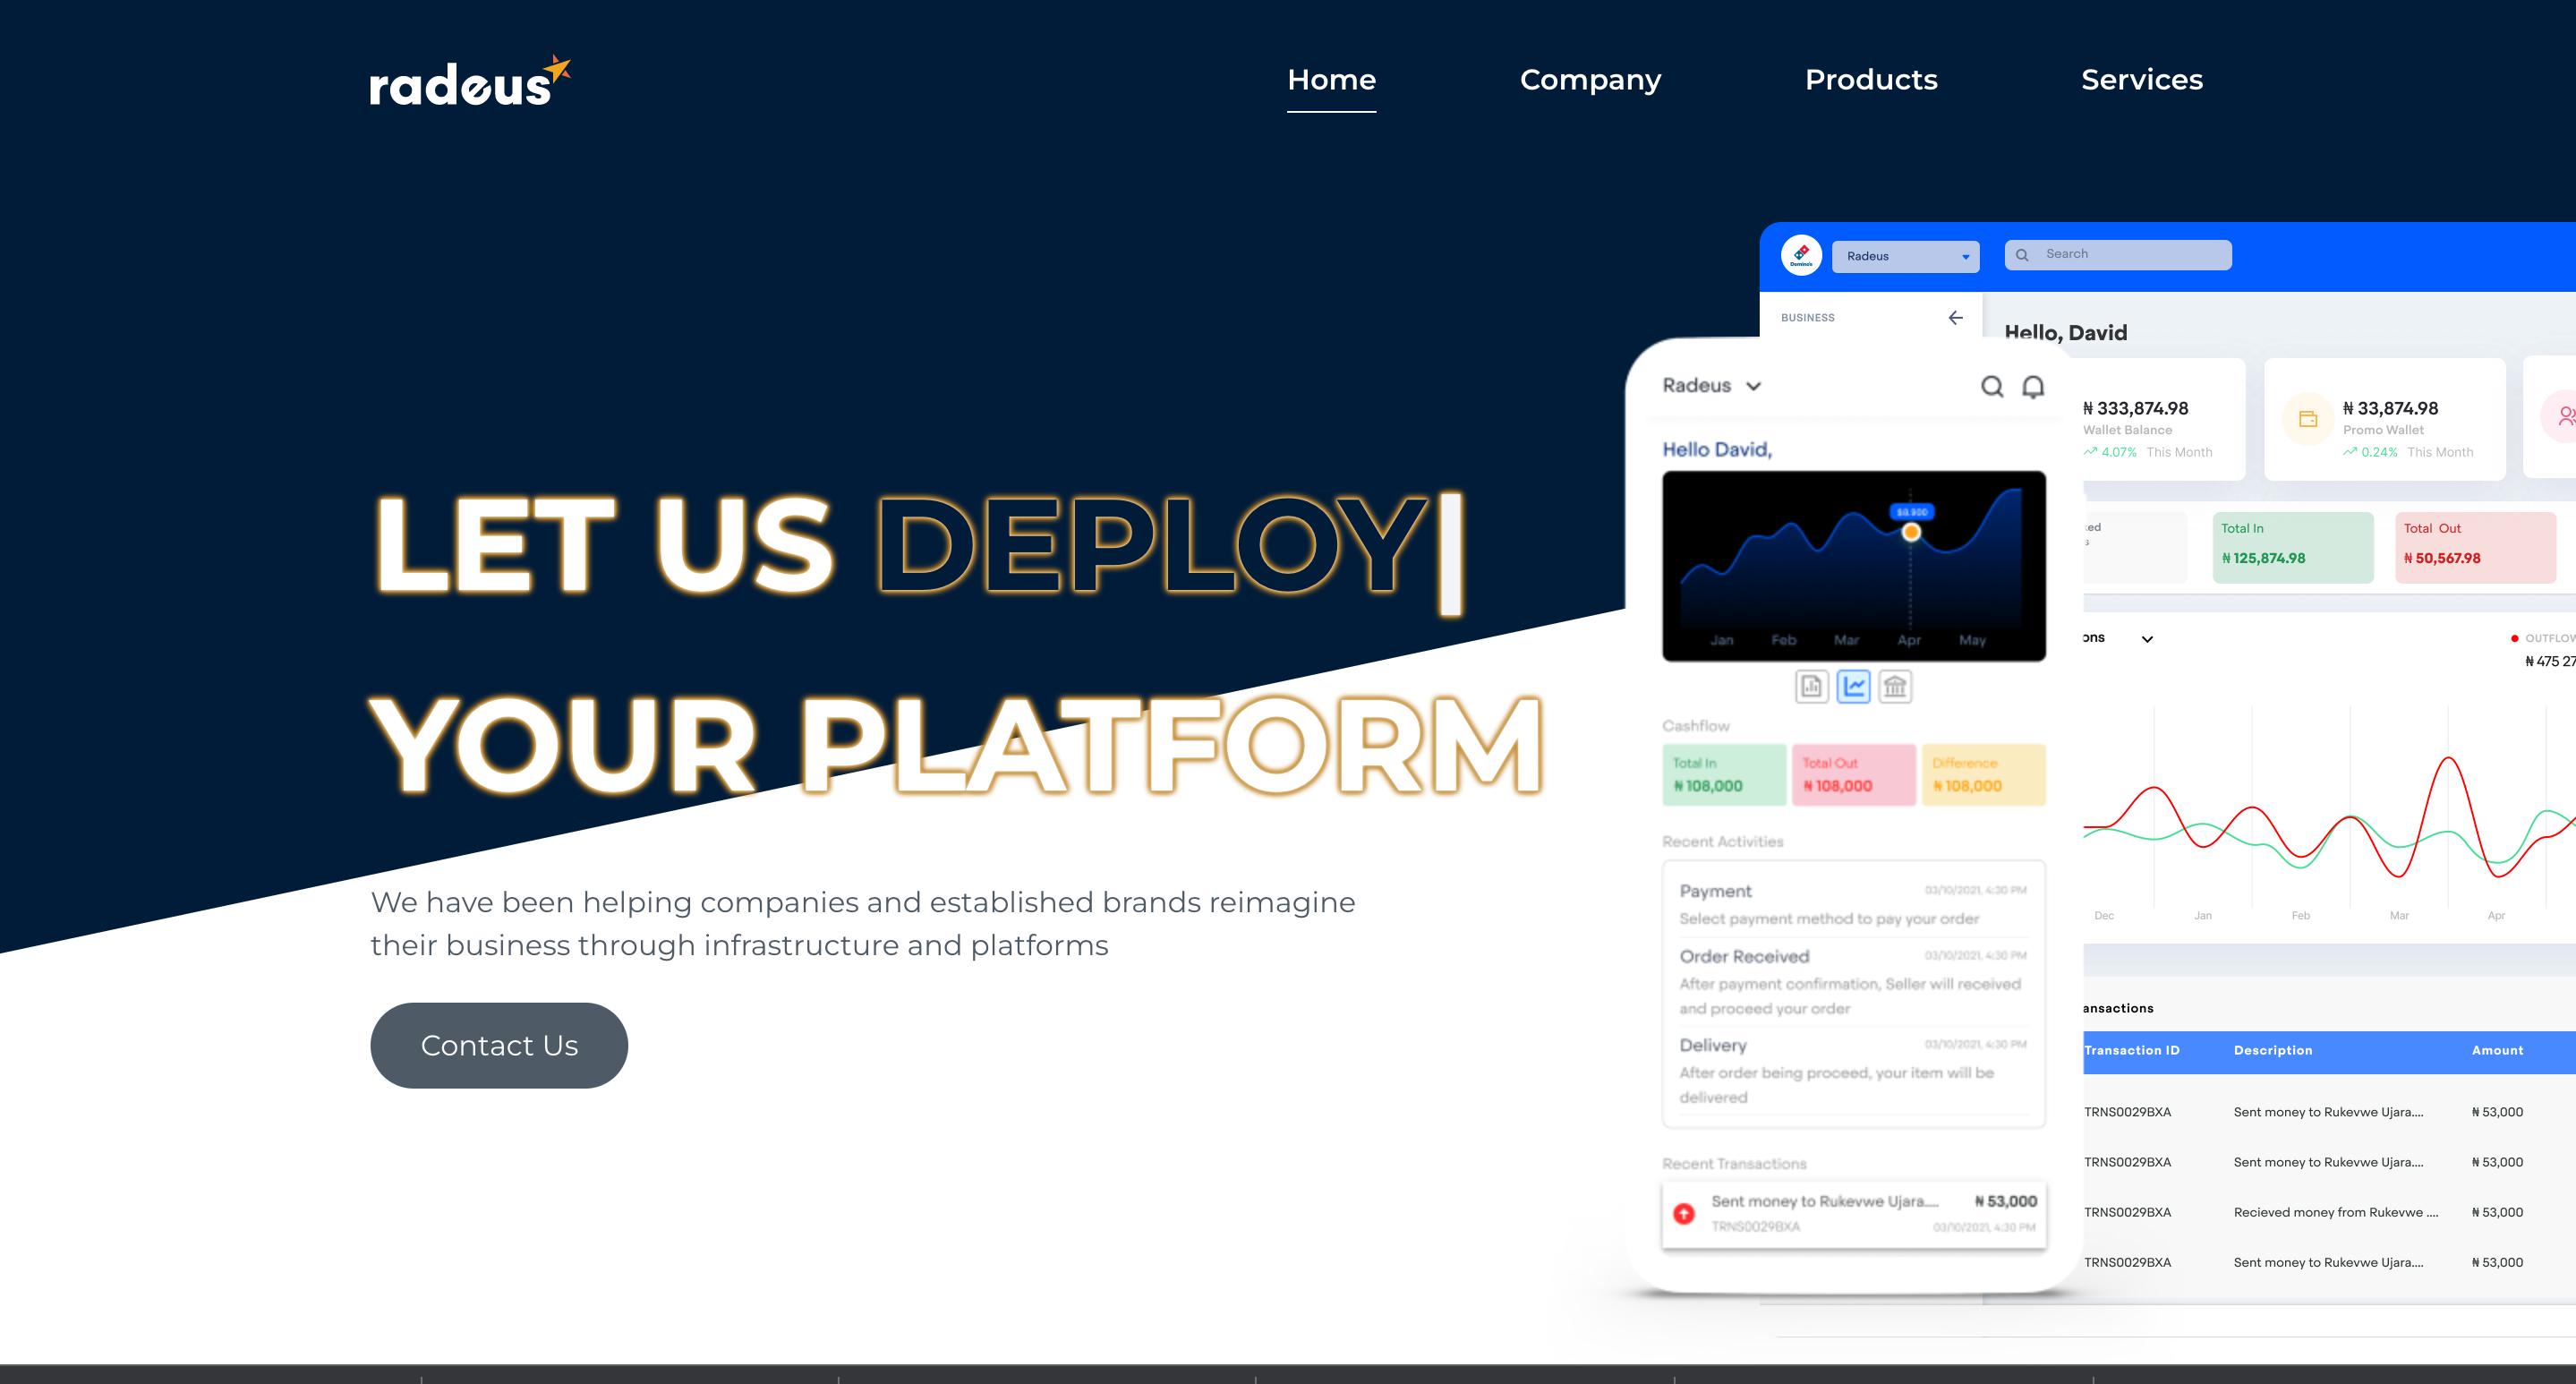 radeus
Home
Company
Products
Services
LET US DEPLOY|
YOUR PLATFORM
We have been helping companies and established brands reimagine
their business through infrastructure and platforms
Contact Us
Radeus
Hello David,
$8,900
Jan Feb Mar Apr May
Cashflow
Total In
₦ 108,000
Total Out
₦ 108,000
Difference
₦ 108,000
Recent Activities
Payment 03/10/2021, 4:30 PM
Select payment method to pay your order
Order Received 03/10/2021, 4:30 PM
After payment confirmation, Seller will received
and proceed your order
Delivery 03/10/2021, 4:30 PM
After order being proceed, your item will be
delivered
Recent Transactions
Sent money to Rukevwe Ujara.... ₦ 53,000
TRNS0029BXA 03/10/2021, 4:30 PM
Domino's
Radeus
Search
BUSINESS
Hello, David
₦ 333,874.98
Wallet Balance
4.07% This Month
₦ 33,874.98
Promo Wallet
0.24% This Month
Total In
₦ 125,874.98
Total Out
₦ 50,567.98
ons
OUTFLOW
₦ 475 27
Dec Jan Feb Mar Apr
ansactions
Transaction ID Description Amount
TRNS0029BXA Sent money to Rukevwe Ujara.... ₦ 53,000
TRNS0029BXA Sent money to Rukevwe Ujara.... ₦ 53,000
TRNS0029BXA Recieved money from Rukevwe .... ₦ 53,000
TRNS0029BXA Sent money to Rukevwe Ujara.... ₦ 53,000